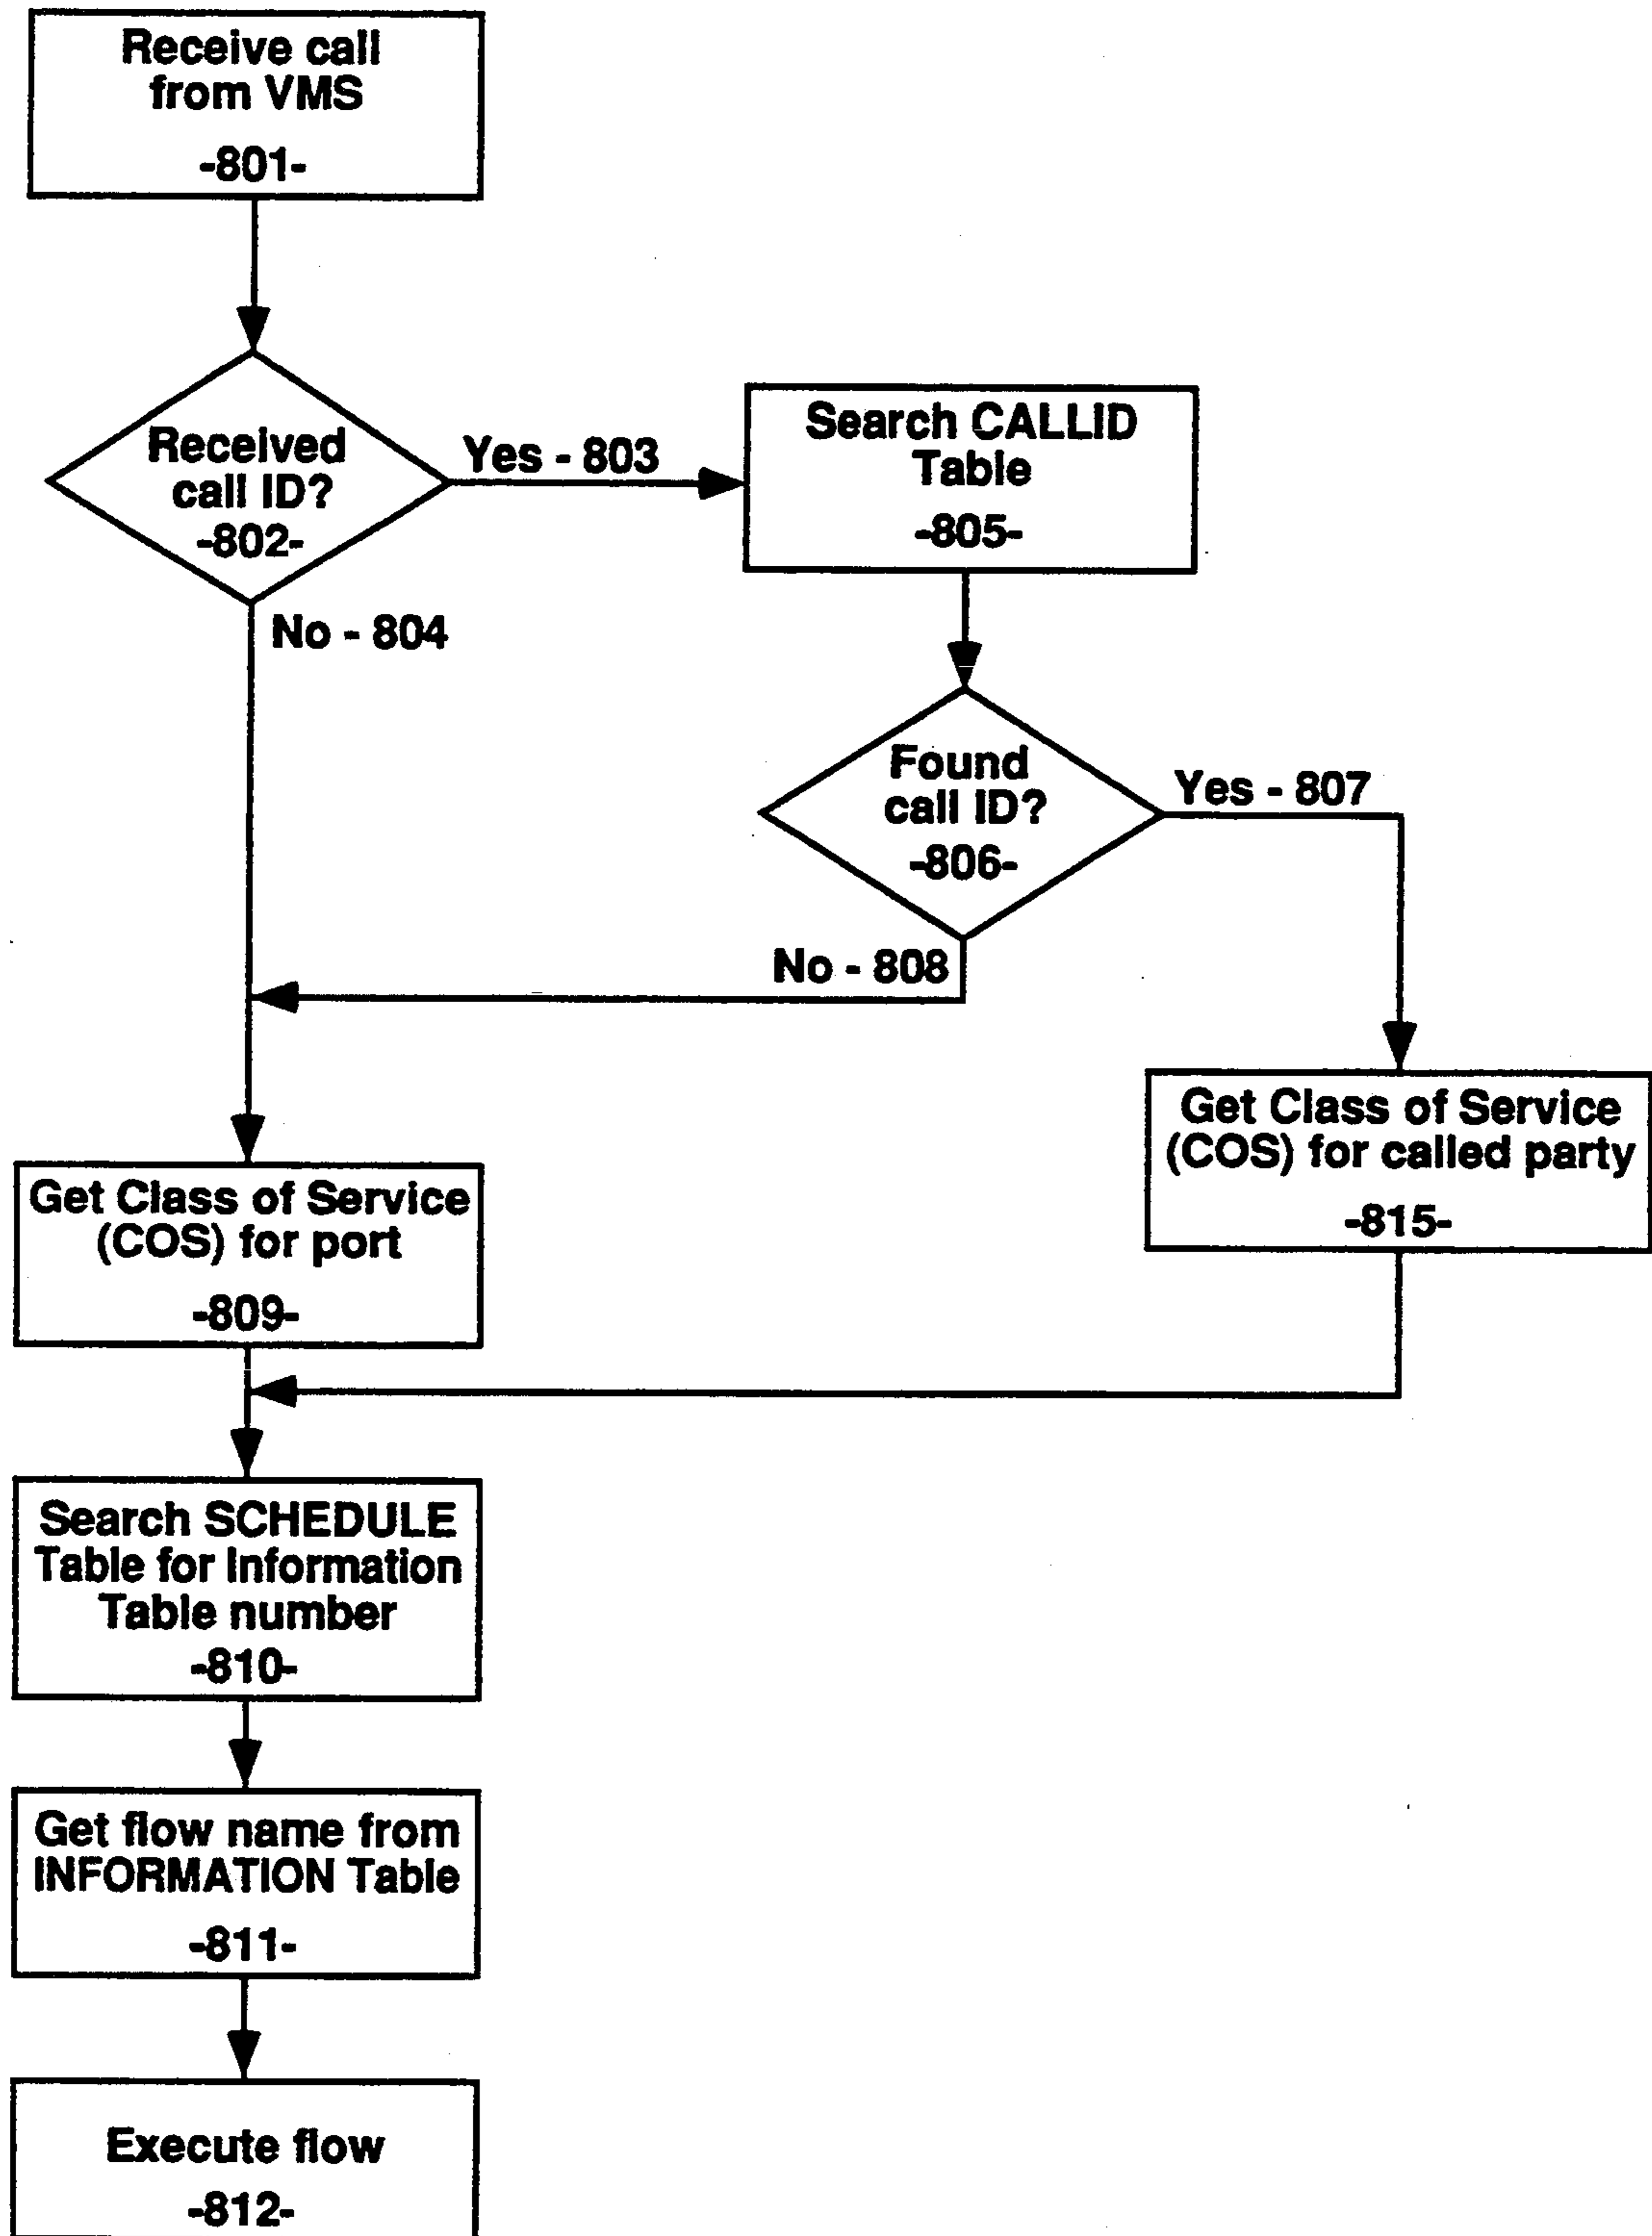 Receive call
from VMS
-801-
Received
call ID?
-802-
Yes - 803
No - 804
Search CALLID
Table
-805-
Found
call ID?
-806-
Yes - 807
No - 808
Get Class of Service
(COS) for called party
-815-
Get Class of Service
(COS) for port
-809-
Search SCHEDULE
Table for Information
Table number
-810-
Get flow name from
INFORMATION Table
-811-
Execute flow
-812-